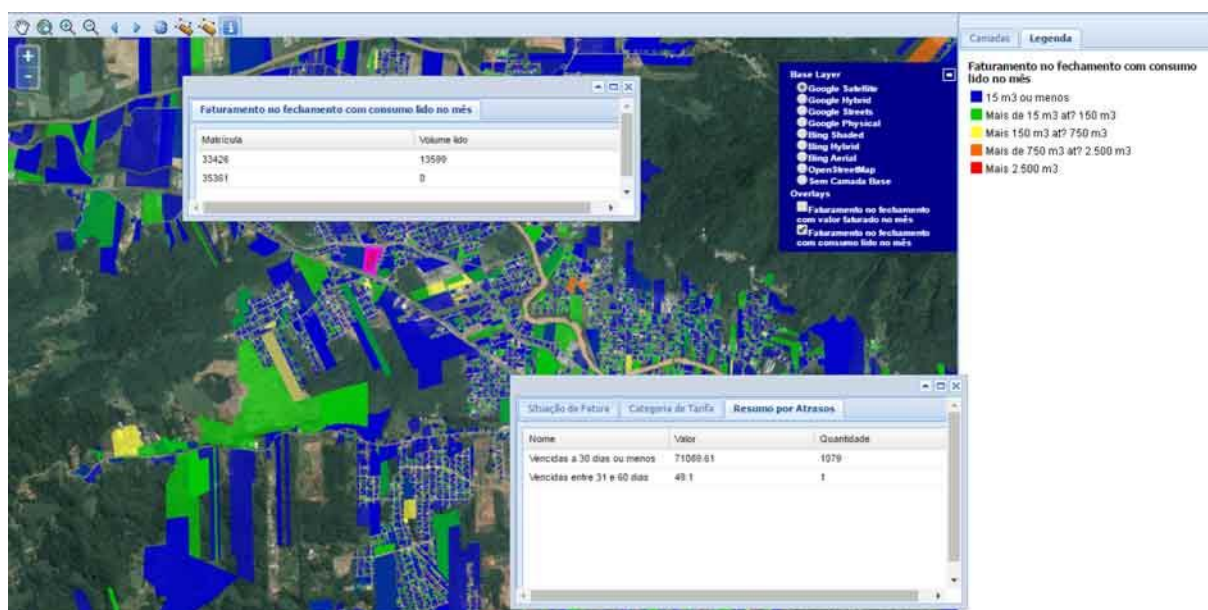 Faturamento no fechamento com consumo lido no mês
Matrícula Volume lido
33426 13599
35361 0
Base Layer
Google Satellite
Google Hybrid
Google Streets
Google Physical
Bing Shaded
Bing Hybrid
Bing Aerial
OpenStreetMap
Sem Camada Base
Overlays
Faturamento no fechamento
com valor faturado no mês
Faturamento no fechamento
com consumo lido no mês
Camadas Legenda
Faturamento no fechamento com consumo
lido no mês
15 m3 ou menos
Mais de 15 m3 at? 150 m3
Mais 150 m3 at? 750 m3
Mais de 750 m3 at? 2.500 m3
Mais 2.500 m3
Situação de Fatura Categoria de Tarifa Resumo por Atrasos
Nome Valor Quantidade
Vencidas a 30 dias ou menos 71069.61 1079
Vencidas entre 31 e 60 dias 49.1 1